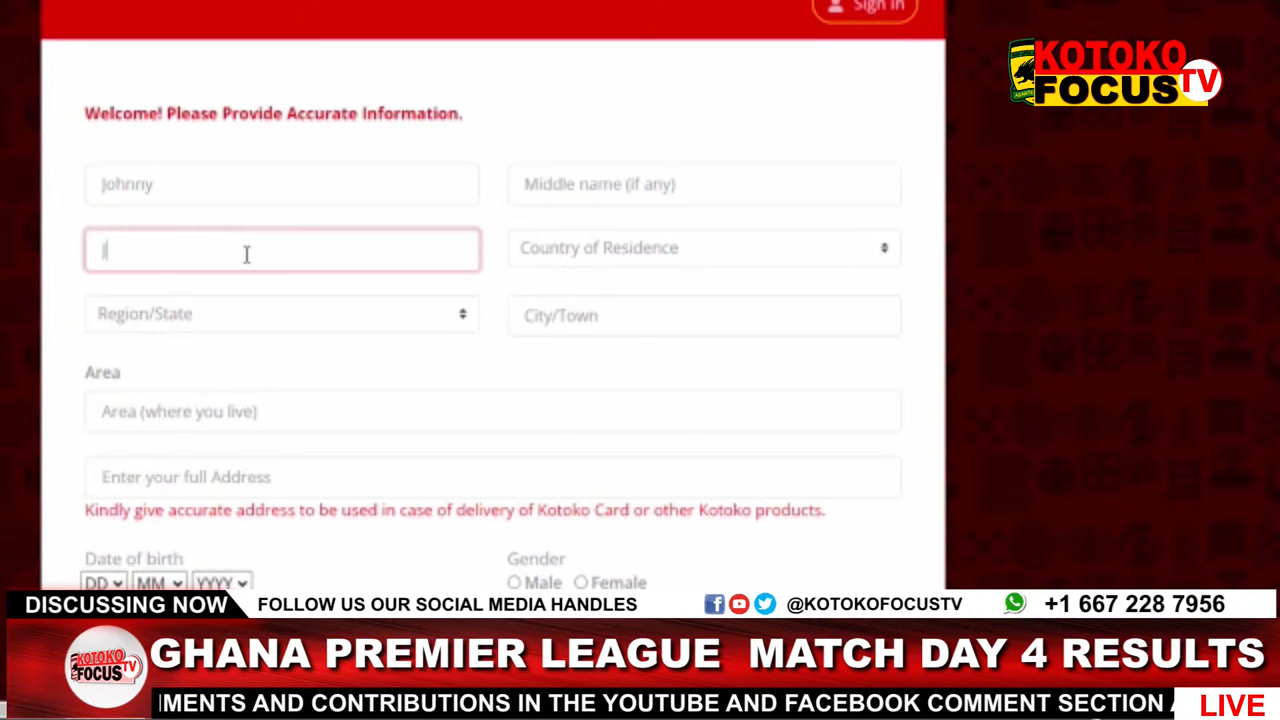 Sign In
KOTOKO
FOCUS TV
Welcome! Please Provide Accurate Information.
Johnny
Middle name (if any)
J
Country of Residence
Region/State
City/Town
Area
Area (where you live)
Enter your full Address
Kindly give accurate address to be used in case of delivery of Kotoko Card or other Kotoko products.
Date of birth
Gender
DD MM YYYY
Male Female
DISCUSSING NOW
FOLLOW US OUR SOCIAL MEDIA HANDLES
@KOTOKOFOCUSTV
+1 667 228 7956
KOTOKO
FOCUS TV
GHANA PREMIER LEAGUE MATCH DAY 4 RESULTS
MENTS AND CONTRIBUTIONS IN THE YOUTUBE AND FACEBOOK COMMENT SECTION A
LIVE